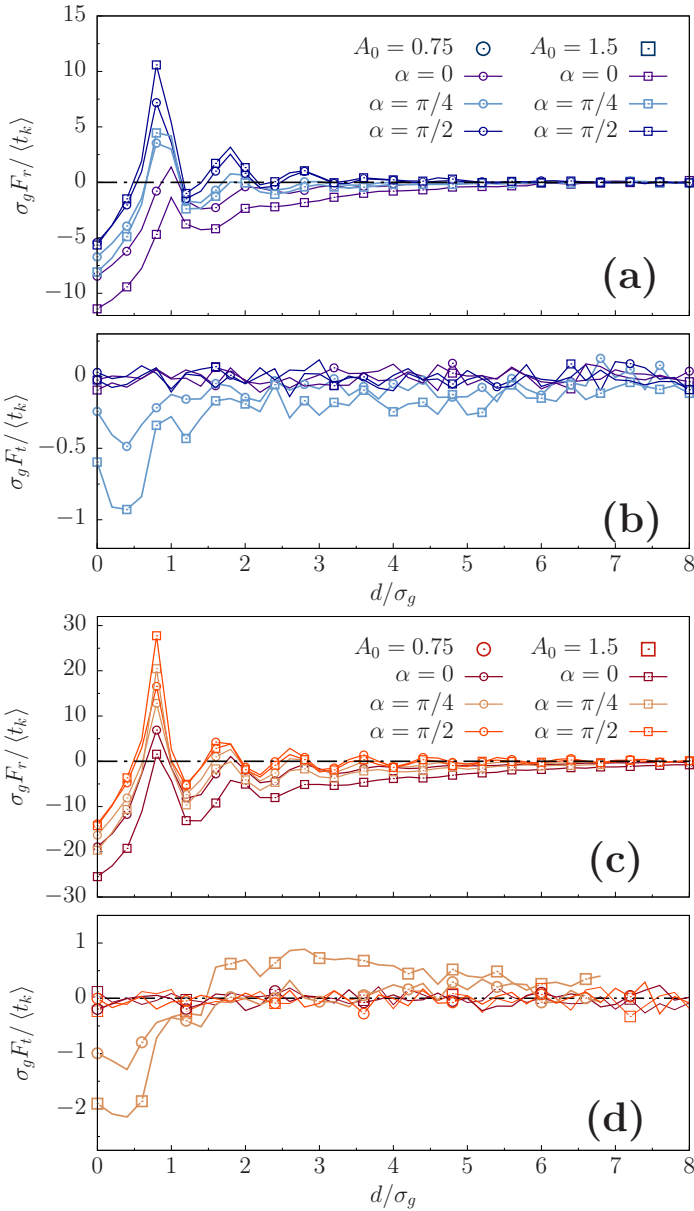 15
10
5
0
−5
−10
σ_g F_r / ⟨t_k⟩
A_0 = 0.75 A_0 = 1.5
α = 0 α = 0
α = π/4 α = π/4
α = π/2 α = π/2
(a)
0
−0.5
−1
σ_g F_t / ⟨t_k⟩
(b)
0 1 2 3 4 5 6 7 8
d/σ_g
30
20
10
0
−10
−20
−30
σ_g F_r / ⟨t_k⟩
A_0 = 0.75 A_0 = 1.5
α = 0 α = 0
α = π/4 α = π/4
α = π/2 α = π/2
(c)
1
0
−1
−2
σ_g F_t / ⟨t_k⟩
(d)
0 1 2 3 4 5 6 7 8
d/σ_g